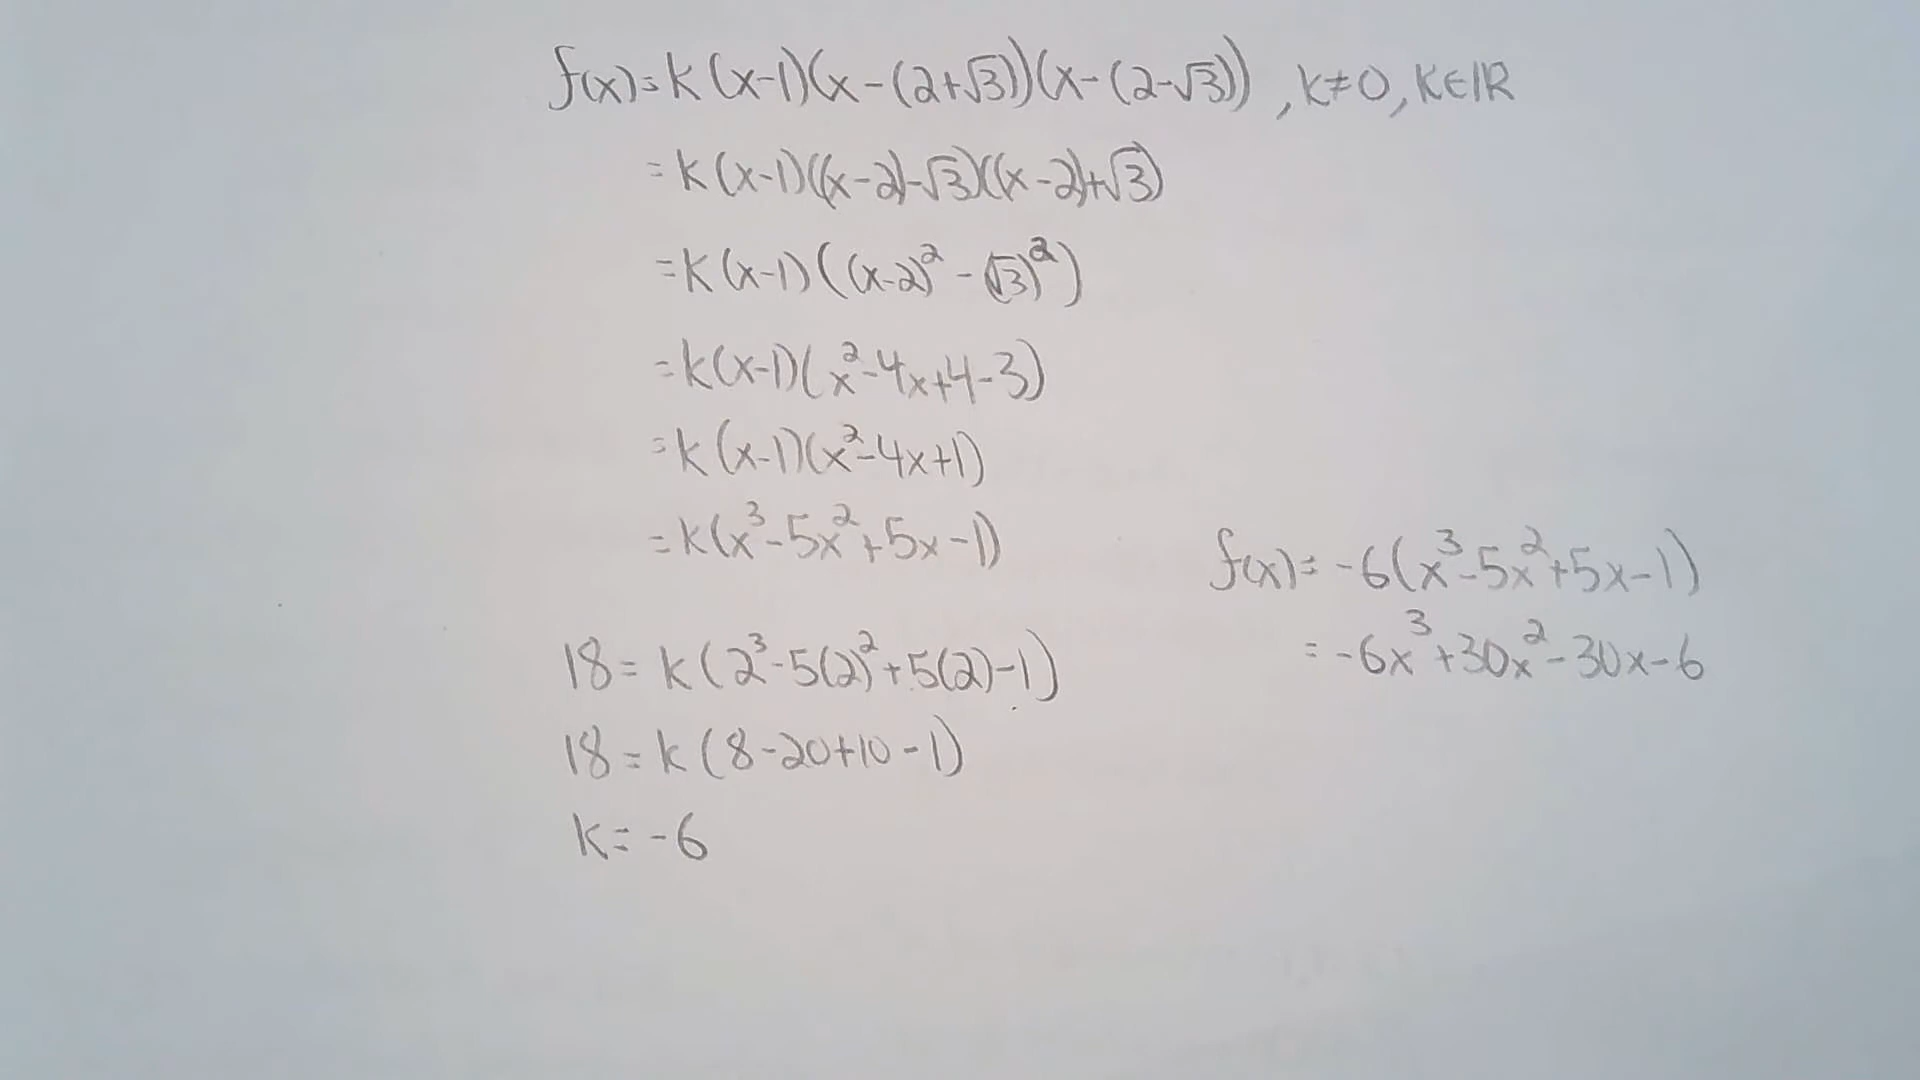 f(x)=k(x-1)(x-(2+√3))(x-(2-√3)) , k≠0, k∈ℝ
=k(x-1)((x-2)-√3)((x-2)+√3)
=k(x-1)((x-2)²-(√3)²)
=k(x-1)(x²-4x+4-3)
=k(x-1)(x²-4x+1)
=k(x³-5x²+5x-1)
18=k(2³-5(2)²+5(2)-1)
18=k(8-20+10-1)
k=-6
f(x)=-6(x³-5x²+5x-1)
=-6x³+30x²-30x-6